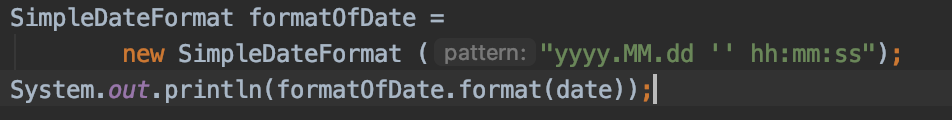 SimpleDateFormat formatOfDate =
new SimpleDateFormat ( pattern: "yyyy.MM.dd '' hh:mm:ss");
System.out.println(formatOfDate.format(date));